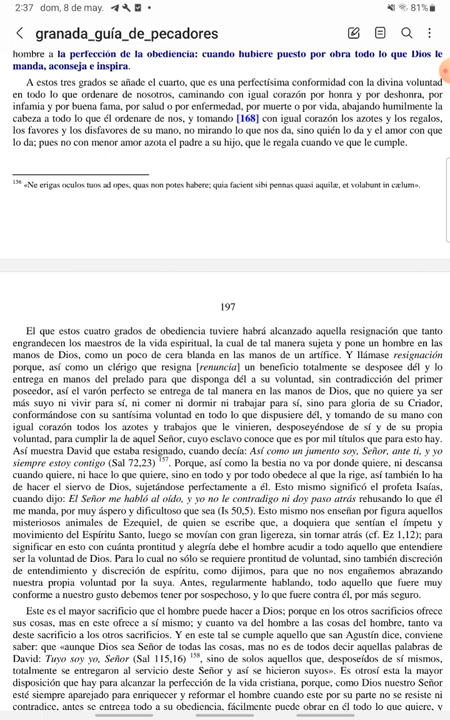 2:37 dom, 8 de may.
81%
granada_guía_de_pecadores
hombre a la perfección de la obediencia: cuando hubiere puesto por obra todo lo que Dios le
manda, aconseja e inspira.
A estos tres grados se añade el cuarto, que es una perfectísima conformidad con la divina voluntad
en todo lo que ordenare de nosotros, caminando con igual corazón por honra y por deshonra, por
infamia y por buena fama, por salud o por enfermedad, por muerte o por vida, abajando humilmente la
cabeza a todo lo que él ordenare de nos, y tomando [168] con igual corazón los azotes y los regalos,
los favores y los disfavores de su mano, no mirando lo que nos da, sino quién lo da y el amor con que
lo da; pues no con menor amor azota el padre a su hijo, que le regala cuando ve que le cumple.
156 «Ne erigas oculos tuos ad opes, quas non potes habere; quia facient sibi pennas quasi aquilæ, et volabunt in cælum».
197
El que estos cuatro grados de obediencia tuviere habrá alcanzado aquella resignación que tanto
engrandecen los maestros de la vida espiritual, la cual de tal manera sujeta y pone un hombre en las
manos de Dios, como un poco de cera blanda en las manos de un artífice. Y llámase resignación
porque, así como un clérigo que resigna [renuncia] un beneficio totalmente se desposee dél y lo
entrega en manos del prelado para que disponga dél a su voluntad, sin contradicción del primer
poseedor, así el varón perfecto se entrega de tal manera en las manos de Dios, que no quiere ya ser
más suyo ni vivir para sí, ni comer ni dormir ni trabajar para sí, sino para gloria de su Criador,
conformándose con su santísima voluntad en todo lo que dispusiere dél, y tomando de su mano con
igual corazón todos los azotes y trabajos que le vinieren, desposeyéndose de sí y de su propia
voluntad, para cumplir la de aquel Señor, cuyo esclavo conoce que es por mil títulos que para esto hay.
Así muestra David que estaba resignado, cuando decía: Así como un jumento soy, Señor, ante ti, y yo
siempre estoy contigo (Sal 72,23) 157. Porque, así como la bestia no va por donde quiere, ni descansa
cuando quiere, ni hace lo que quiere, sino en todo y por todo obedece al que la rige, así también lo ha
de hacer el siervo de Dios, sujetándose perfectamente a él. Esto mismo significó el profeta Isaías,
cuando dijo: El Señor me habló al oído, y yo no le contradigo ni doy paso atrás rehusando lo que él
me manda, por muy áspero y dificultoso que sea (Is 50,5). Esto mismo nos enseñan por figura aquellos
misteriosos animales de Ezequiel, de quien se escribe que, a doquiera que sentían el ímpetu y
movimiento del Espíritu Santo, luego se movían con gran ligereza, sin tornar atrás (cf. Ez 1,12); para
significar en esto con cuánta prontitud y alegría debe el hombre acudir a todo aquello que entendiere
ser la voluntad de Dios. Para lo cual no sólo se requiere prontitud de voluntad, sino también discreción
de entendimiento y discreción de espíritu, como dijimos, para que no nos engañemos abrazando
nuestra propia voluntad por la suya. Antes, regularmente hablando, todo aquello que fuere muy
conforme a nuestro gusto debemos tener por sospechoso, y lo que fuere contra él, por más seguro.
Este es el mayor sacrificio que el hombre puede hacer a Dios; porque en los otros sacrificios ofrece
sus cosas, mas en este ofrece a sí mismo; y cuanto va del hombre a las cosas del hombre, tanto va
deste sacrificio a los otros sacrificios. Y en este tal se cumple aquello que san Agustín dice, conviene
saber: que «aunque Dios sea Señor de todas las cosas, mas no es de todos decir aquellas palabras de
David: Tuyo soy yo, Señor (Sal 115,16) 158, sino de solos aquellos que, desposeídos de sí mismos,
totalmente se entregaron al servicio deste Señor y así se hicieron suyos». Es otrosí esta la mayor
disposición que hay para alcanzar la perfección de la vida cristiana, porque, como Dios nuestro Señor
esté siempre aparejado para enriquecer y reformar el hombre cuando este por su parte no se resiste ni
contradice, antes se entrega todo a su obediencia, fácilmente puede obrar en él todo lo que quiere, y